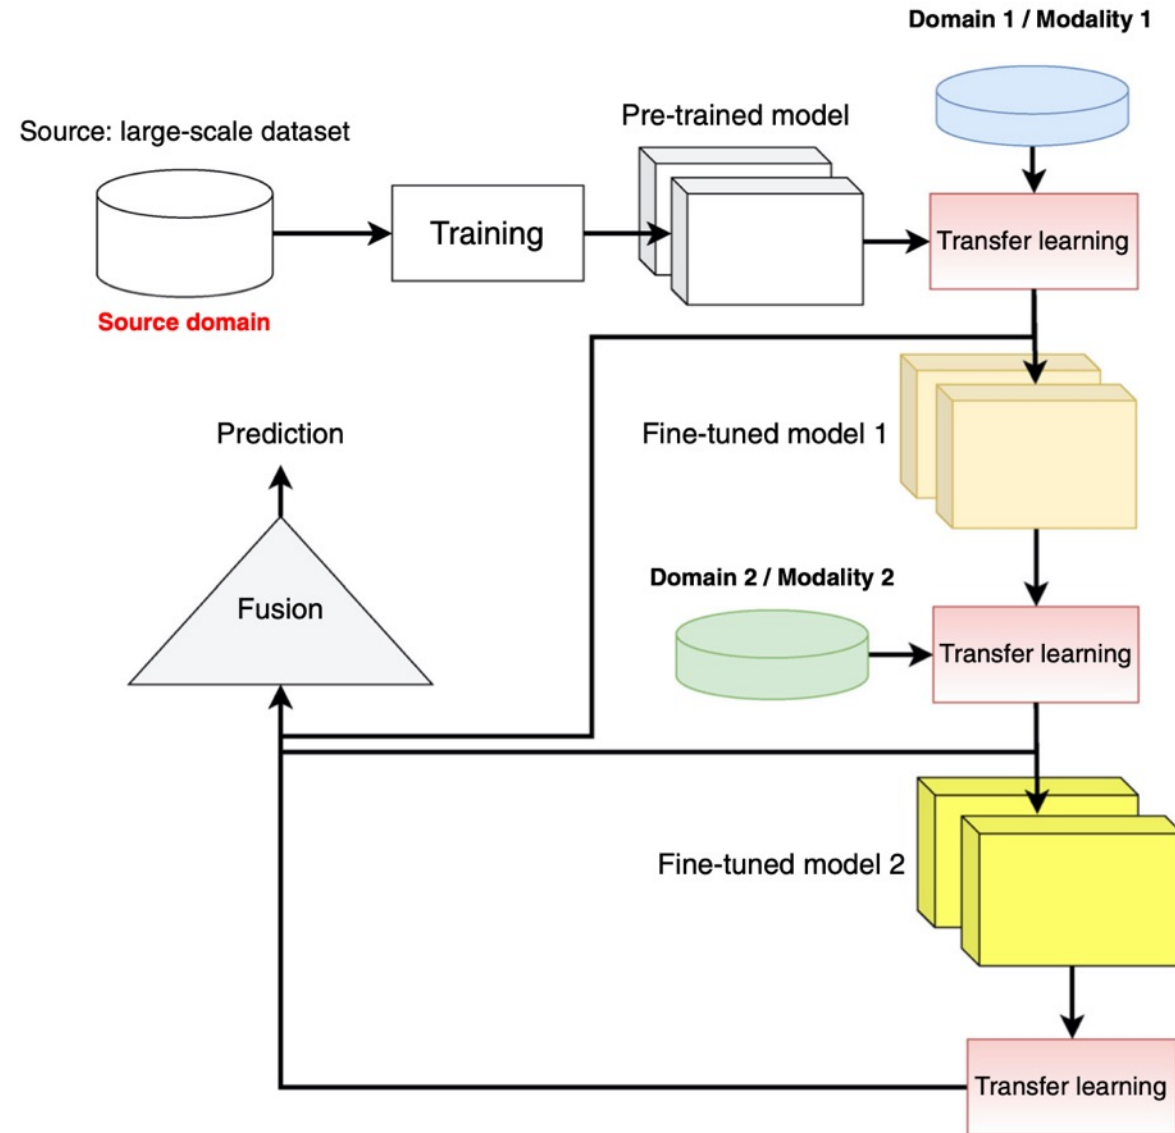 Domain 1 / Modality 1
Source: large-scale dataset
Pre-trained model
Training
Transfer learning
Source domain
Prediction
Fine-tuned model 1
Domain 2 / Modality 2
Fusion
Transfer learning
Fine-tuned model 2
Transfer learning